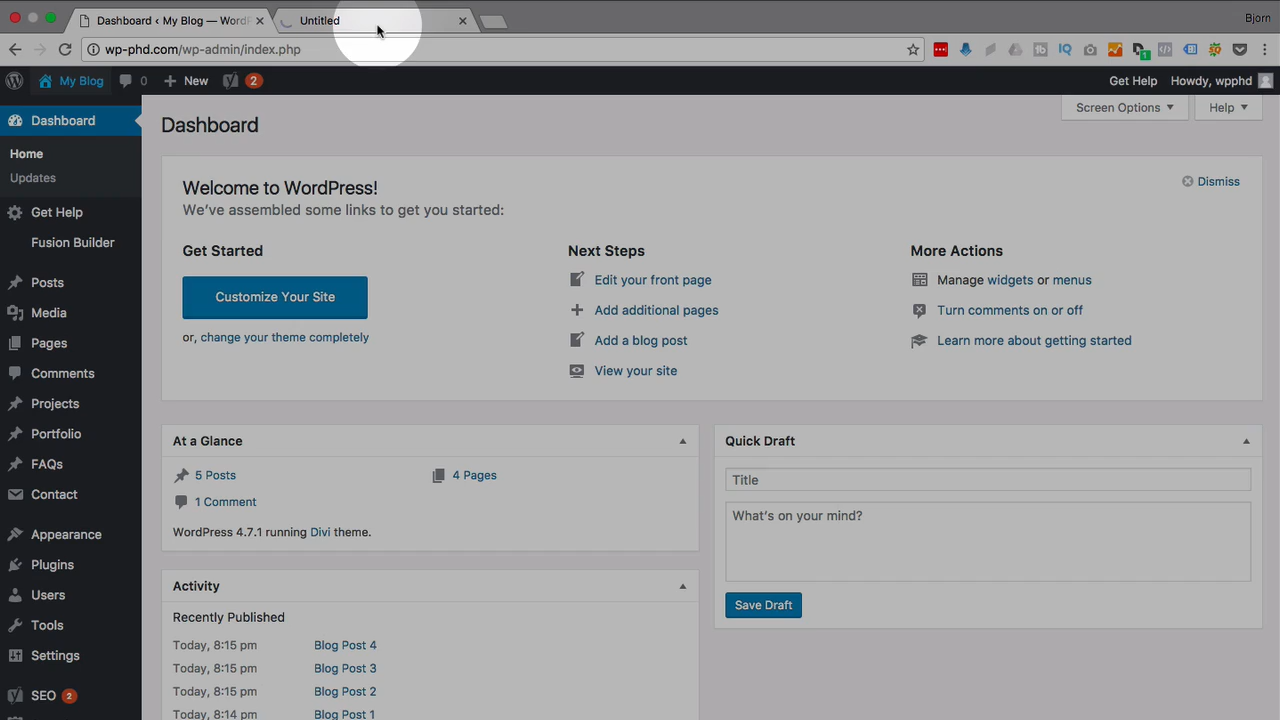 Dashboard ‹ My Blog — WordP
Untitled
Bjorn
wp-phd.com/wp-admin/index.php
1
My Blog
0
New
2
Get Help
Howdy, wpphd
Dashboard
Home
Updates
Get Help
Fusion Builder
Posts
Media
Pages
Comments
Projects
Portfolio
FAQs
Contact
Appearance
Plugins
Users
Tools
Settings
SEO 2
Screen Options
Help
Dashboard
Welcome to WordPress!
We've assembled some links to get you started:
Dismiss
Get Started
Customize Your Site
or, change your theme completely
Next Steps
Edit your front page
Add additional pages
Add a blog post
View your site
More Actions
Manage widgets or menus
Turn comments on or off
Learn more about getting started
At a Glance
5 Posts
4 Pages
1 Comment
WordPress 4.7.1 running Divi theme.
Activity
Recently Published
Today, 8:15 pm Blog Post 4
Today, 8:15 pm Blog Post 3
Today, 8:15 pm Blog Post 2
Today, 8:14 pm Blog Post 1
Quick Draft
Title
What's on your mind?
Save Draft